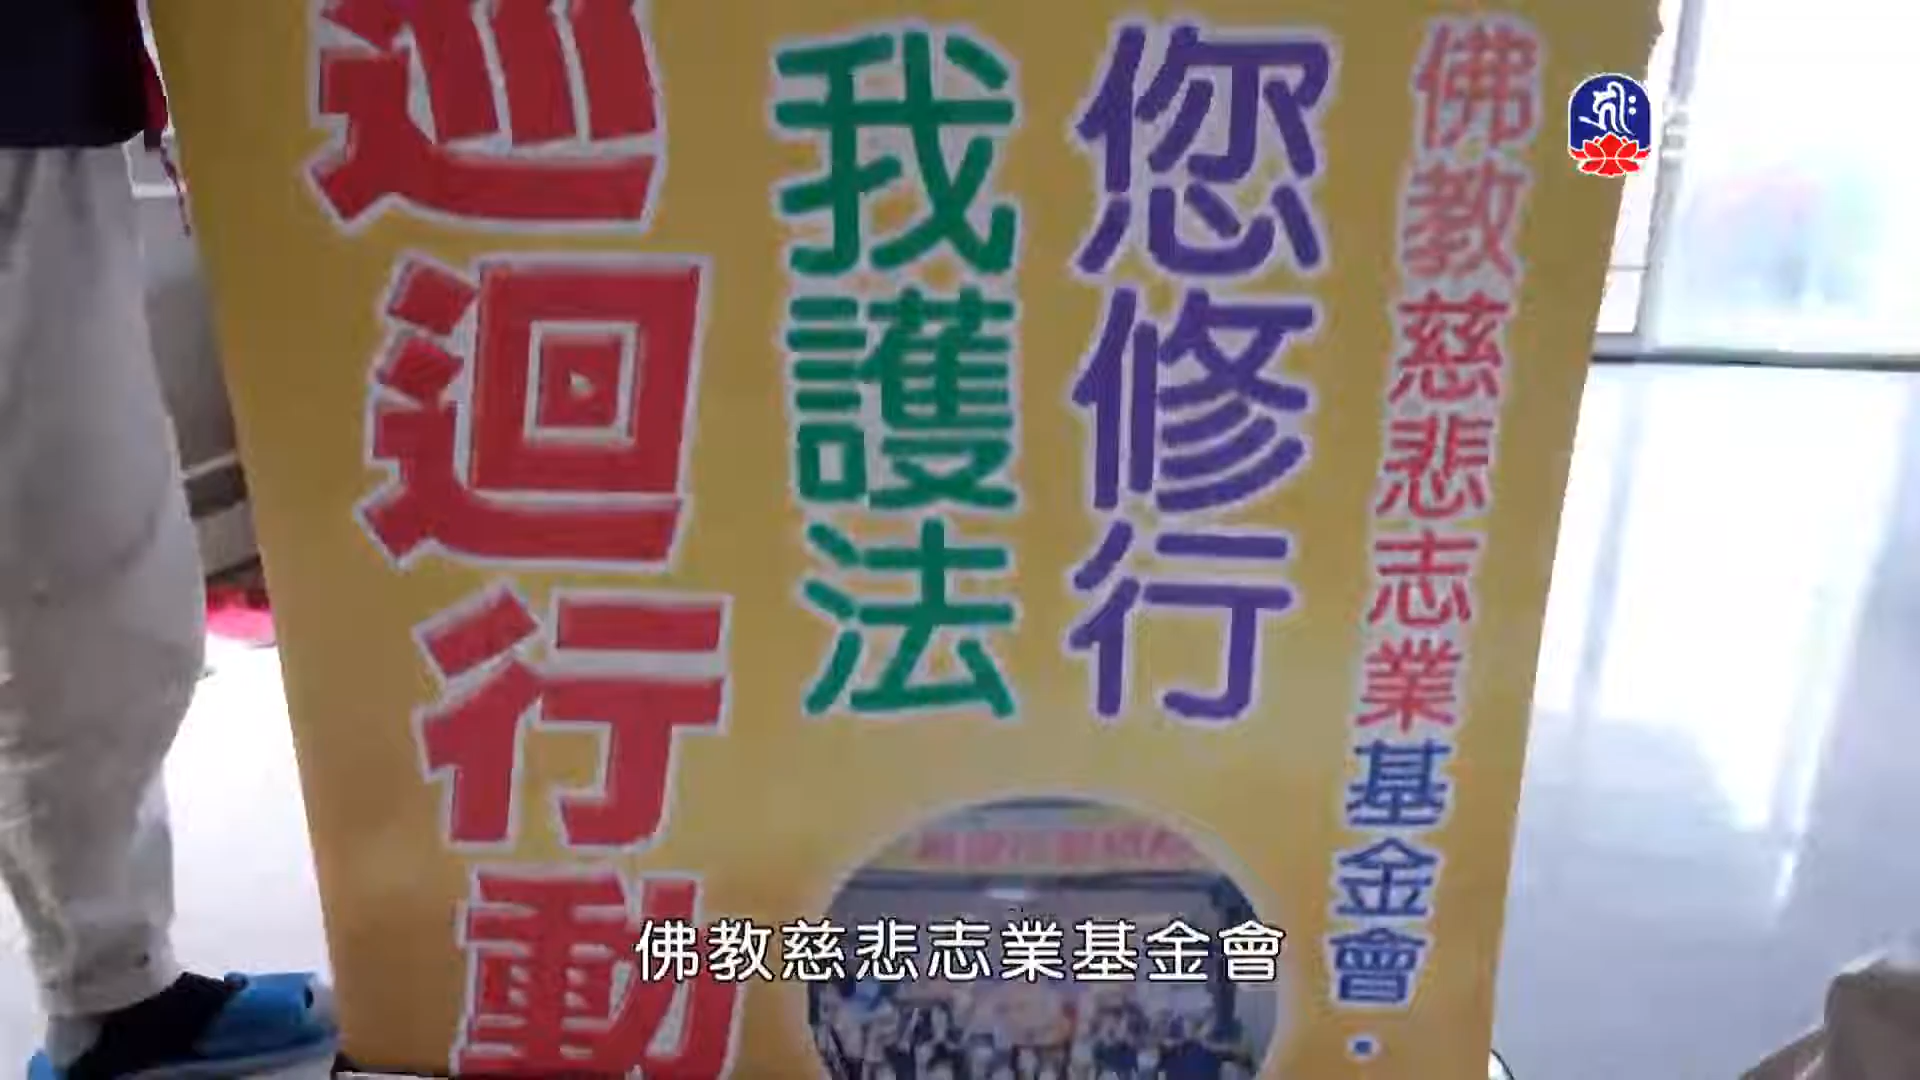 佛教慈悲志業基金會・
您修行
我護法
巡迴行動
佛教慈悲志業基金會